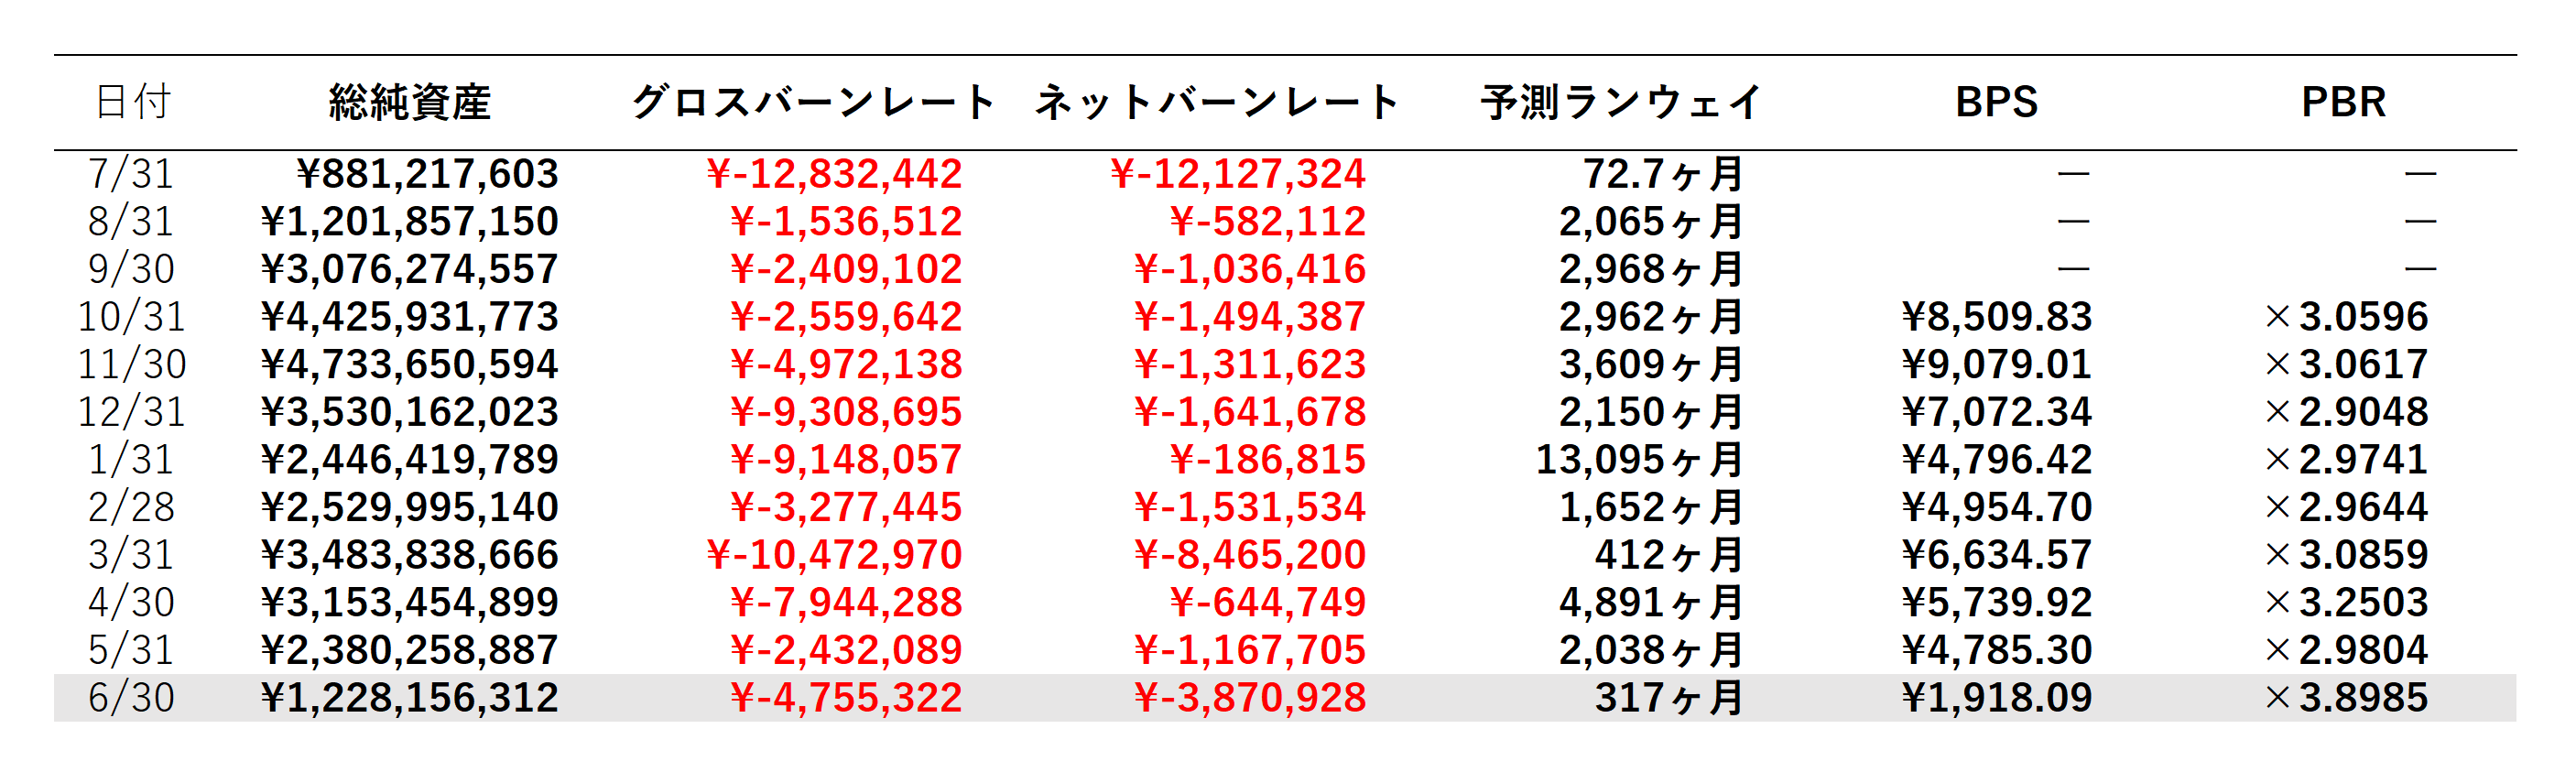 日付 総純資産 グロスバーンレート ネットバーンレート 予測ランウェイ BPS PBR
7/31 ¥881,217,603 ¥-12,832,442 ¥-12,127,324 72.7ヶ月 － －
8/31 ¥1,201,857,150 ¥-1,536,512 ¥-582,112 2,065ヶ月 － －
9/30 ¥3,076,274,557 ¥-2,409,102 ¥-1,036,416 2,968ヶ月 － －
10/31 ¥4,425,931,773 ¥-2,559,642 ¥-1,494,387 2,962ヶ月 ¥8,509.83 ×3.0596
11/30 ¥4,733,650,594 ¥-4,972,138 ¥-1,311,623 3,609ヶ月 ¥9,079.01 ×3.0617
12/31 ¥3,530,162,023 ¥-9,308,695 ¥-1,641,678 2,150ヶ月 ¥7,072.34 ×2.9048
1/31 ¥2,446,419,789 ¥-9,148,057 ¥-186,815 13,095ヶ月 ¥4,796.42 ×2.9741
2/28 ¥2,529,995,140 ¥-3,277,445 ¥-1,531,534 1,652ヶ月 ¥4,954.70 ×2.9644
3/31 ¥3,483,838,666 ¥-10,472,970 ¥-8,465,200 412ヶ月 ¥6,634.57 ×3.0859
4/30 ¥3,153,454,899 ¥-7,944,288 ¥-644,749 4,891ヶ月 ¥5,739.92 ×3.2503
5/31 ¥2,380,258,887 ¥-2,432,089 ¥-1,167,705 2,038ヶ月 ¥4,785.30 ×2.9804
6/30 ¥1,228,156,312 ¥-4,755,322 ¥-3,870,928 317ヶ月 ¥1,918.09 ×3.8985